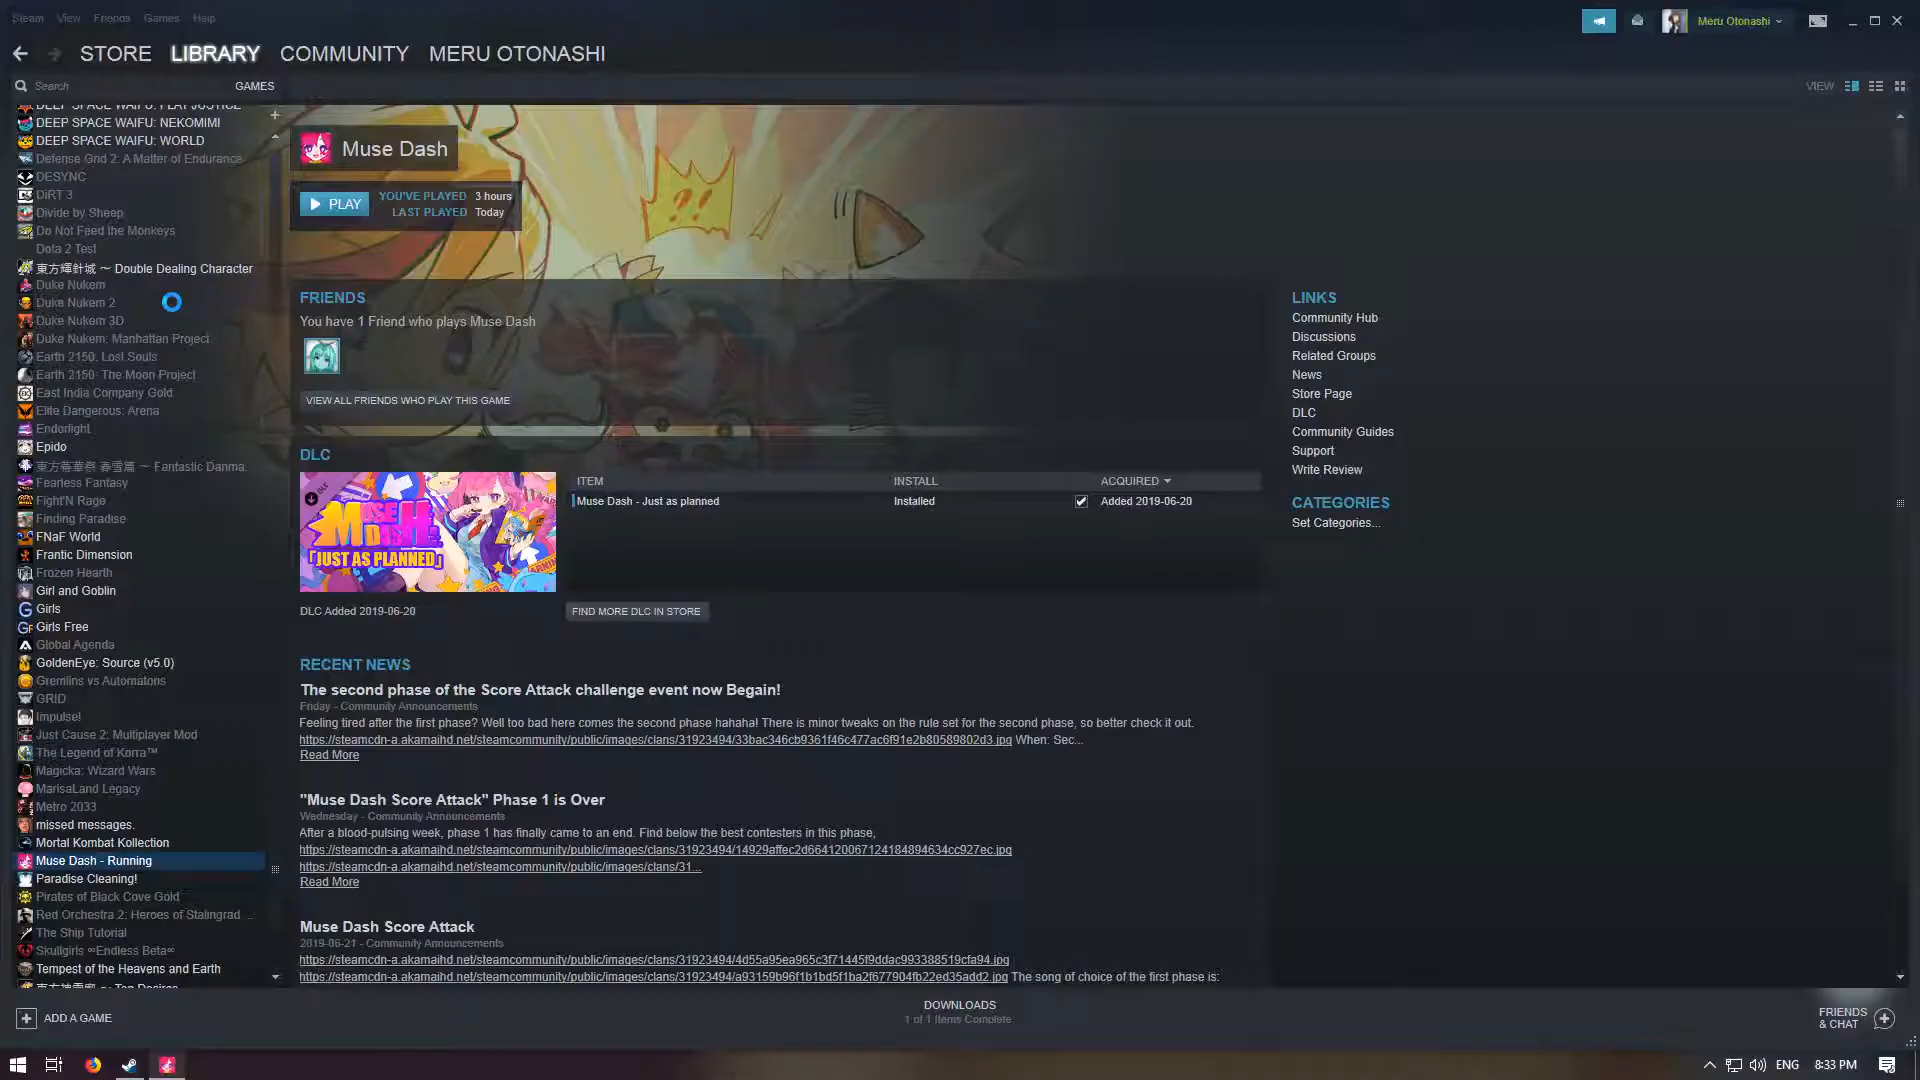 Steam View Friends Games Help
Meru Otonashi
STORE LIBRARY COMMUNITY MERU OTONASHI
Search
GAMES
VIEW
DEEP SPACE WAIFU: FLAT JUSTICE
DEEP SPACE WAIFU: NEKOMIMI
DEEP SPACE WAIFU: WORLD
Defense Grid 2: A Matter of Endurance
DESYNC
DiRT 3
Divide by Sheep
Do Not Feed the Monkeys
Dota 2 Test
東方輝針城 ～ Double Dealing Character
Duke Nukem
Duke Nukem 2
Duke Nukem 3D
Duke Nukem: Manhattan Project
Earth 2150: Lost Souls
Earth 2150: The Moon Project
East India Company Gold
Elite Dangerous: Arena
Endorlight
Epido
～ Fantastic Danma...
Fearless Fantasy
Fight'N Rage
Finding Paradise
FNaF World
Frantic Dimension
Frozen Hearth
Girl and Goblin
Girls
Girls Free
Global Agenda
GoldenEye: Source (v5.0)
Gremlins vs Automatons
GRID
Impulse!
Just Cause 2: Multiplayer Mod
The Legend of Korra™
Magicka: Wizard Wars
MarisaLand Legacy
Metro 2033
missed messages.
Mortal Kombat Kollection
Muse Dash - Running
Paradise Cleaning!
Pirates of Black Cove Gold
Red Orchestra 2: Heroes of Stalingrad ...
The Ship Tutorial
Skullgirls ∞Endless Beta∞
Tempest of the Heavens and Earth
東方神霊廟 ～ Ten Desires.
Muse Dash
PLAY
YOU'VE PLAYED 3 hours
LAST PLAYED Today
FRIENDS
You have 1 Friend who plays Muse Dash
VIEW ALL FRIENDS WHO PLAY THIS GAME
DLC
DLC
MUSE DASH
「JUST AS PLANNED」
DLC Added 2019-06-20
ITEM INSTALL ACQUIRED
Muse Dash - Just as planned Installed Added 2019-06-20
FIND MORE DLC IN STORE
RECENT NEWS
The second phase of the Score Attack challenge event now Begain!
Friday - Community Announcements
Feeling tired after the first phase? Well too bad here comes the second phase hahaha! There is minor tweaks on the rule set for the second phase, so better check it out.
https://steamcdn-a.akamaihd.net/steamcommunity/public/images/clans/31923494/33bac346cb9361f46c477ac6f91e2b80589802d3.jpg When: Sec...
Read More
"Muse Dash Score Attack" Phase 1 is Over
Wednesday - Community Announcements
After a blood-pulsing week, phase 1 has finally came to an end. Find below the best contesters in this phase,
https://steamcdn-a.akamaihd.net/steamcommunity/public/images/clans/31923494/14929affec2d664120067124184894634cc927ec.jpg
https://steamcdn-a.akamaihd.net/steamcommunity/public/images/clans/31...
Read More
Muse Dash Score Attack
2019-06-21 - Community Announcements
https://steamcdn-a.akamaihd.net/steamcommunity/public/images/clans/31923494/4d55a95ea965c3f71445f9ddac993388519cfa94.jpg
https://steamcdn-a.akamaihd.net/steamcommunity/public/images/clans/31923494/a93159b96f1b1bd5f1ba2f677904fb22ed35add2.jpg The song of choice of the first phase is:
LINKS
Community Hub
Discussions
Related Groups
News
Store Page
DLC
Community Guides
Support
Write Review
CATEGORIES
Set Categories...
ADD A GAME
DOWNLOADS
1 of 1 Items Complete
FRIENDS
& CHAT
ENG 8:33 PM